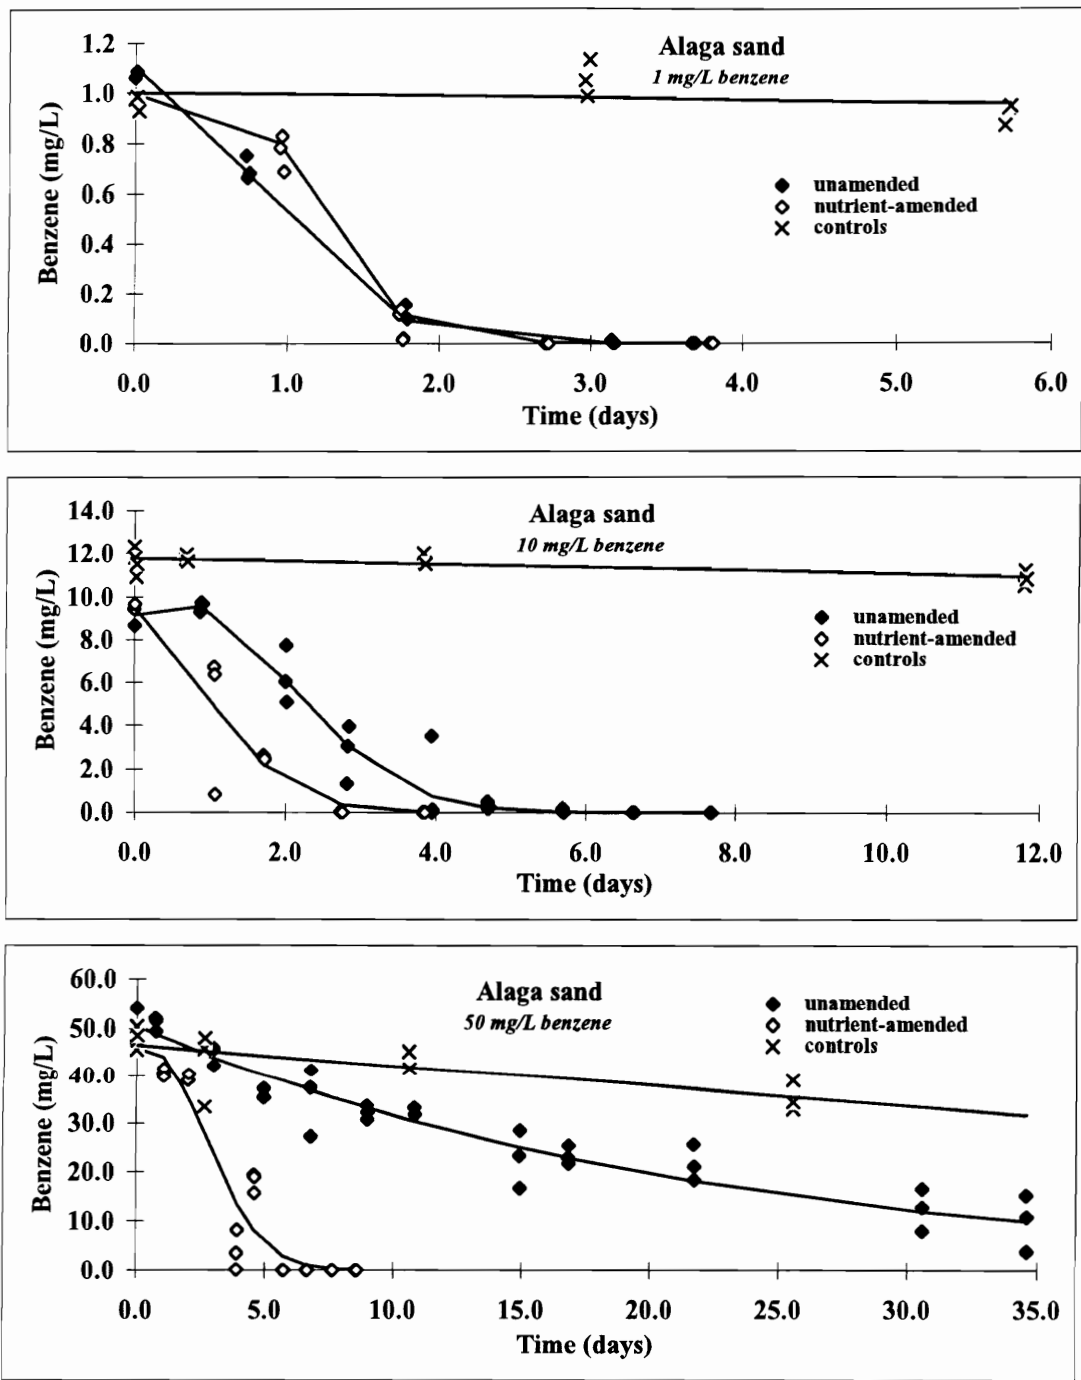 Alaga sand
1 mg/L benzene
Benzene (mg/L)
1.2
1.0
0.8
0.6
0.4
0.2
0.0
unamended
nutrient-amended
controls
0.0 1.0 2.0 3.0 4.0 5.0 6.0
Time (days)
Alaga sand
10 mg/L benzene
Benzene (mg/L)
14.0
12.0
10.0
8.0
6.0
4.0
2.0
0.0
unamended
nutrient-amended
controls
0.0 2.0 4.0 6.0 8.0 10.0 12.0
Time (days)
Alaga sand
50 mg/L benzene
Benzene (mg/L)
60.0
50.0
40.0
30.0
20.0
10.0
0.0
unamended
nutrient-amended
controls
0.0 5.0 10.0 15.0 20.0 25.0 30.0 35.0
Time (days)